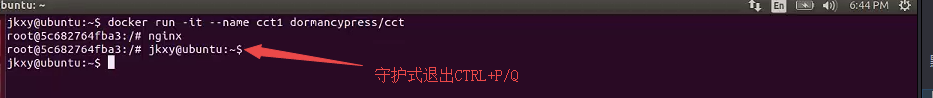 ubuntu: ~
En
6:44 PM
jkxy@ubuntu:~$ docker run -it --name cct1 dormancypress/cct
root@5c682764fba3:/# nginx
root@5c682764fba3:/# jkxy@ubuntu:~$
jkxy@ubuntu:~$
守护式退出CTRL+P/Q